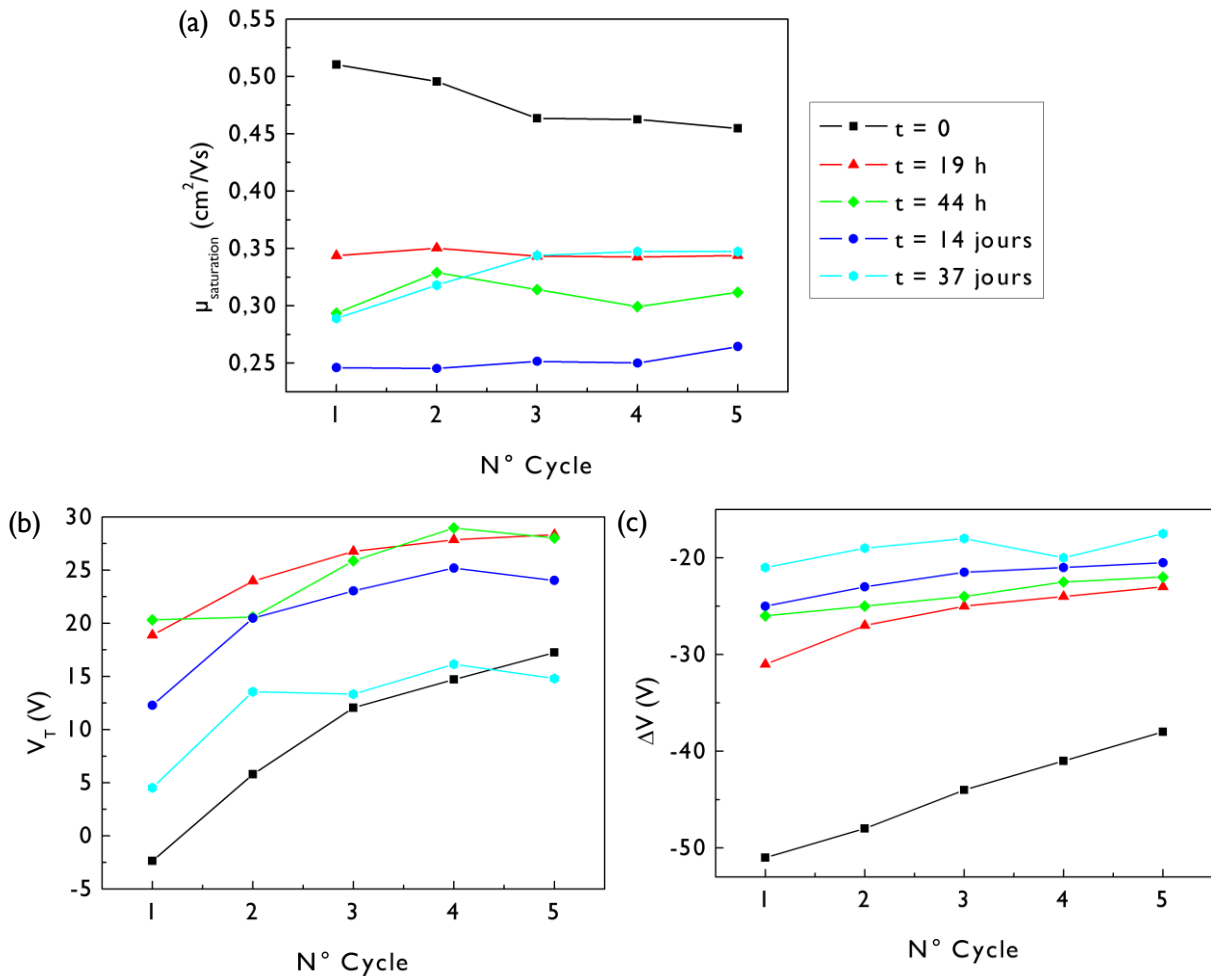 (a)
0,55
0,50
0,45
0,40
0,35
0,30
0,25
μsaturation (cm²/Vs)
1 2 3 4 5
N° Cycle
t = 0
t = 19 h
t = 44 h
t = 14 jours
t = 37 jours
(b)
30
25
20
15
10
5
0
-5
V_T (V)
1 2 3 4 5
N° Cycle
(c)
-20
-30
-40
-50
ΔV (V)
1 2 3 4 5
N° Cycle